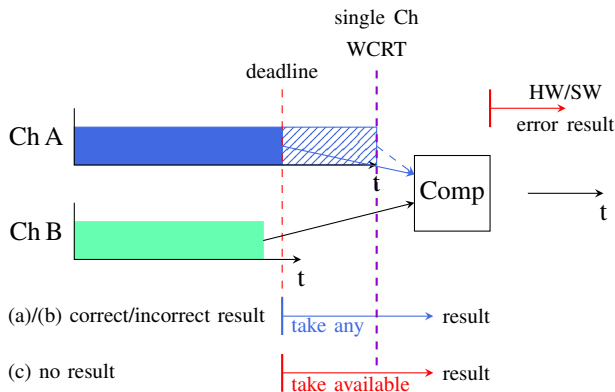 single Ch
WCRT
deadline
HW/SW
error result
Ch A
t
Comp
t
Ch B
t
(a)/(b) correct/incorrect result
take any
result
(c) no result
take available
result